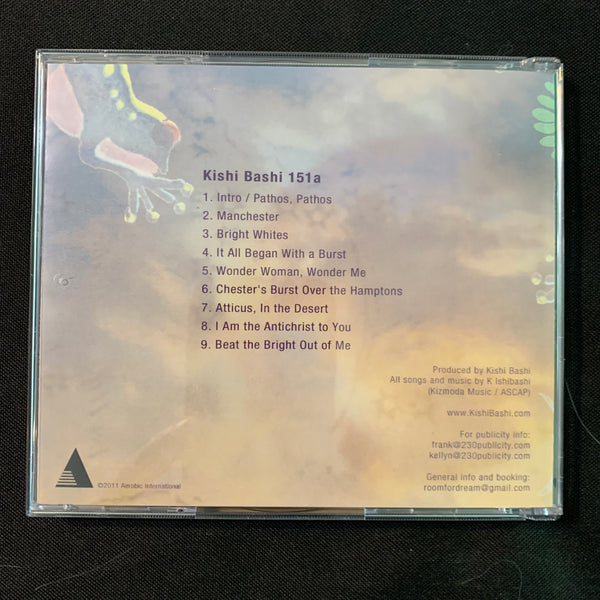 Kishi Bashi 151a
1. Intro / Pathos, Pathos
2. Manchester
3. Bright Whites
4. It All Began With a Burst
5. Wonder Woman, Wonder Me
6. Chester's Burst Over the Hamptons
7. Atticus, In the Desert
8. I Am the Antichrist to You
9. Beat the Bright Out of Me
Produced by Kishi Bashi
All songs and music by K Ishibashi
(Kizmoda Music / ASCAP)
www.KishiBashi.com
For publicity info:
frank@230publicity.com
kellyn@230publicity.com
General info and booking:
roomfordream@gmail.com
©2011 Aerobic International